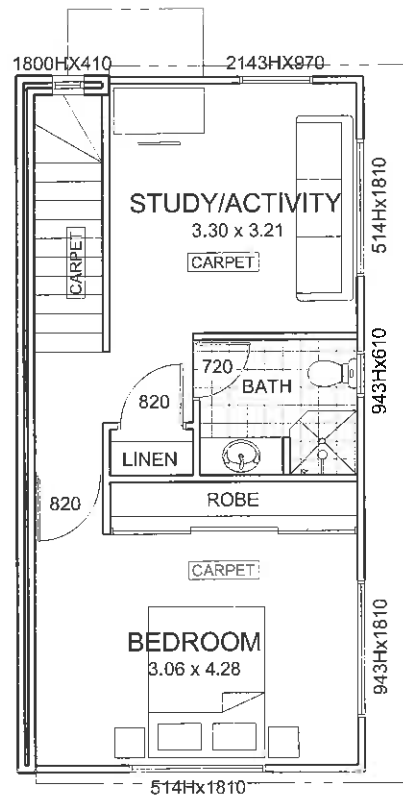 1800HX410
2143HX970
STUDY/ACTIVITY
3.30 x 3.21
CARPET
CARPET
514Hx1810
720
BATH
943Hx610
820
LINEN
ROBE
820
CARPET
BEDROOM
3.06 x 4.28
943Hx1810
514Hx1810